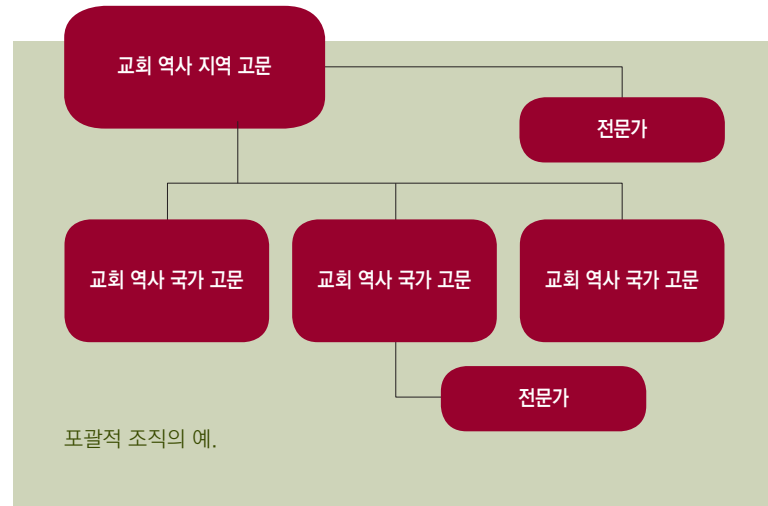 교회 역사 지역 고문
전문가
교회 역사 국가 고문
교회 역사 국가 고문
교회 역사 국가 고문
전문가
포괄적 조직의 예.